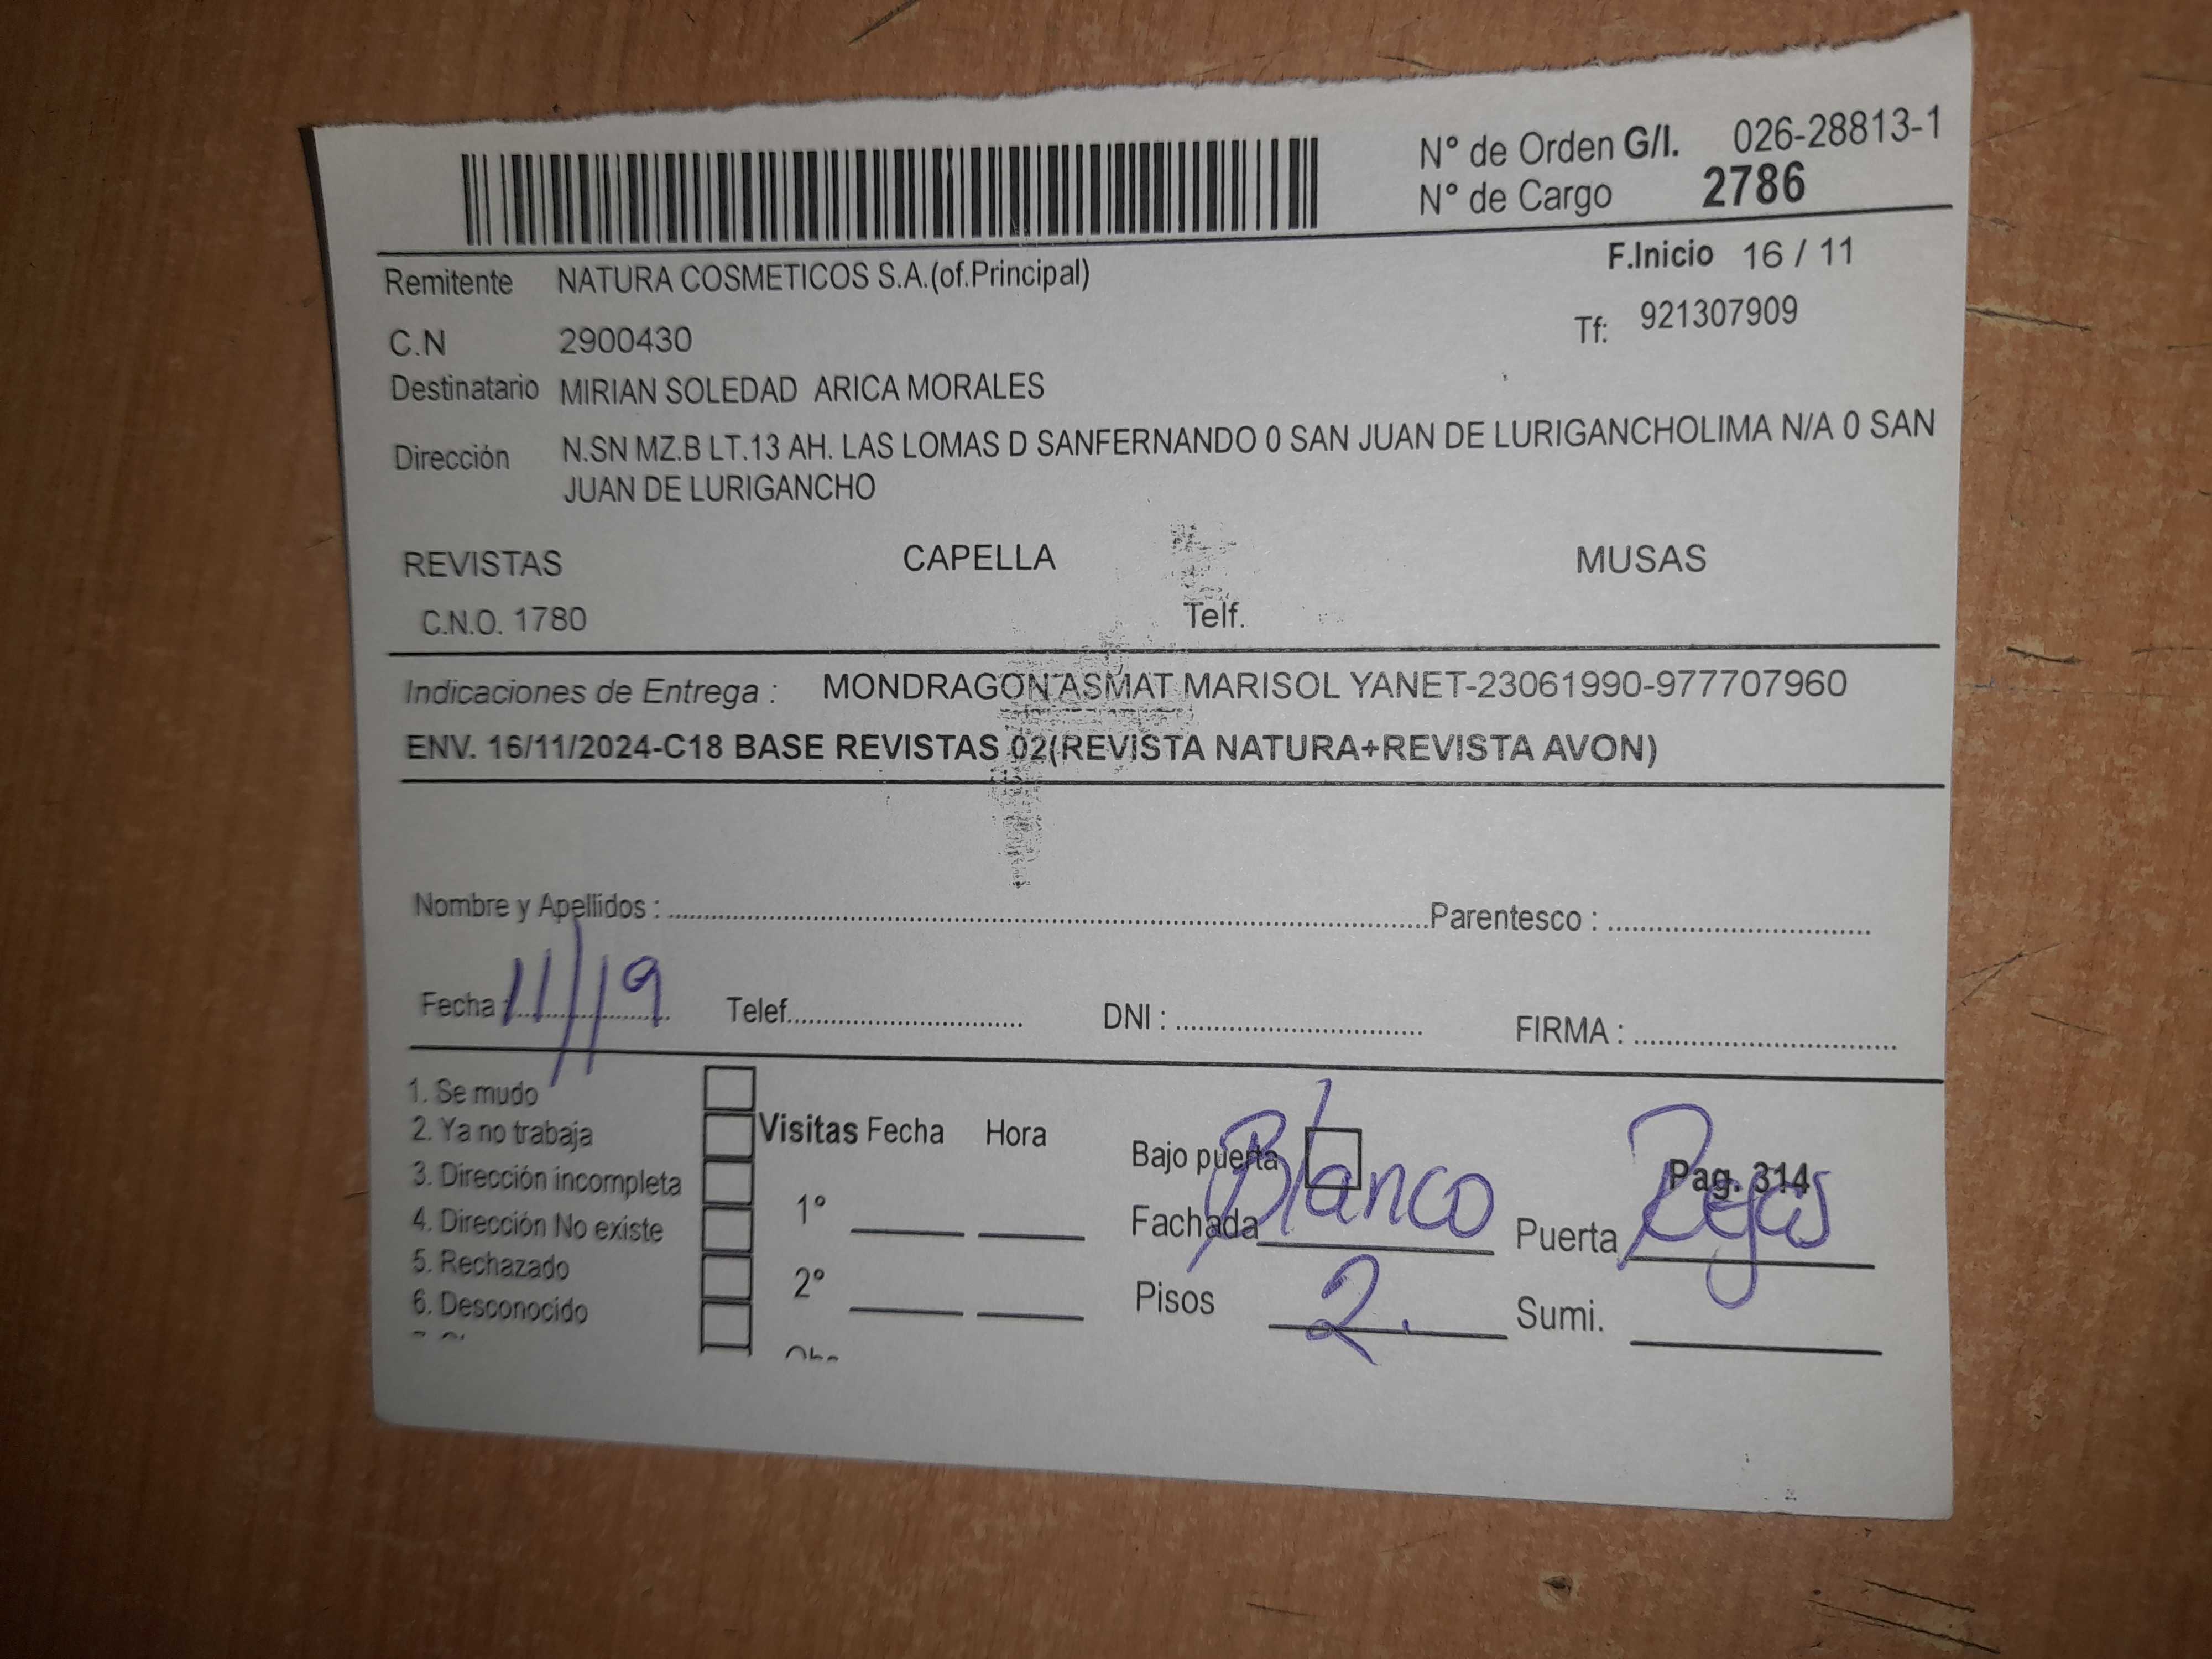 N° de Orden G/I. 026-28813-1
N° de Cargo 2786
F.Inicio 16 / 11
Remitente NATURA COSMETICOS S.A.(of.Principal)
Tf: 921307909
C.N 2900430
Destinatario MIRIAN SOLEDAD ARICA MORALES
Dirección N.SN MZ.B LT.13 AH. LAS LOMAS D SANFERNANDO 0 SAN JUAN DE LURIGANCHOLIMA N/A 0 SAN
JUAN DE LURIGANCHO
REVISTAS CAPELLA MUSAS
C.N.O. 1780 Telf.
Indicaciones de Entrega : MONDRAGON ASMAT MARISOL YANET-23061990-977707960
ENV. 16/11/2024-C18 BASE REVISTAS 02(REVISTA NATURA+REVISTA AVON)
Nombre y Apellidos : Parentesco :
Fecha : 11/19 Telef. DNI : FIRMA :
1. Se mudo
2. Ya no trabaja
3. Dirección incompleta
4. Dirección No existe
5. Rechazado
6. Desconocido
Visitas Fecha Hora
1°
2°
Bajo puerta
Pag. 314
Fachada Blanco Puerta Rejas
Pisos 2. Sumi.